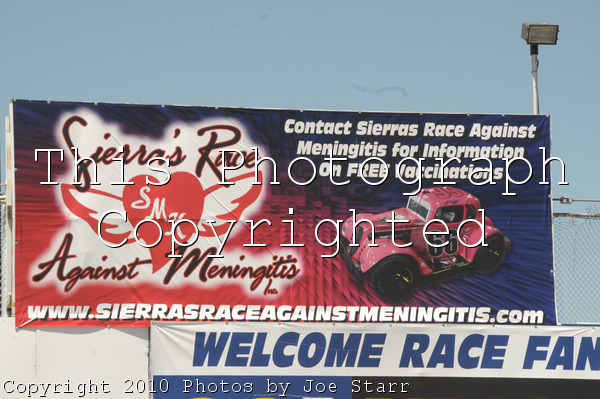 Sierra's Race
Against Meningitis
Inc.
Contact Sierras Race Against
Meningitis for Information
On FREE Vaccinations
WWW.SIERRASRACEAGAINSTMENINGITIS.com
WELCOME RACE FAN
This Photograph
Copyrighted
Copyright 2010 Photos by Joe Starr